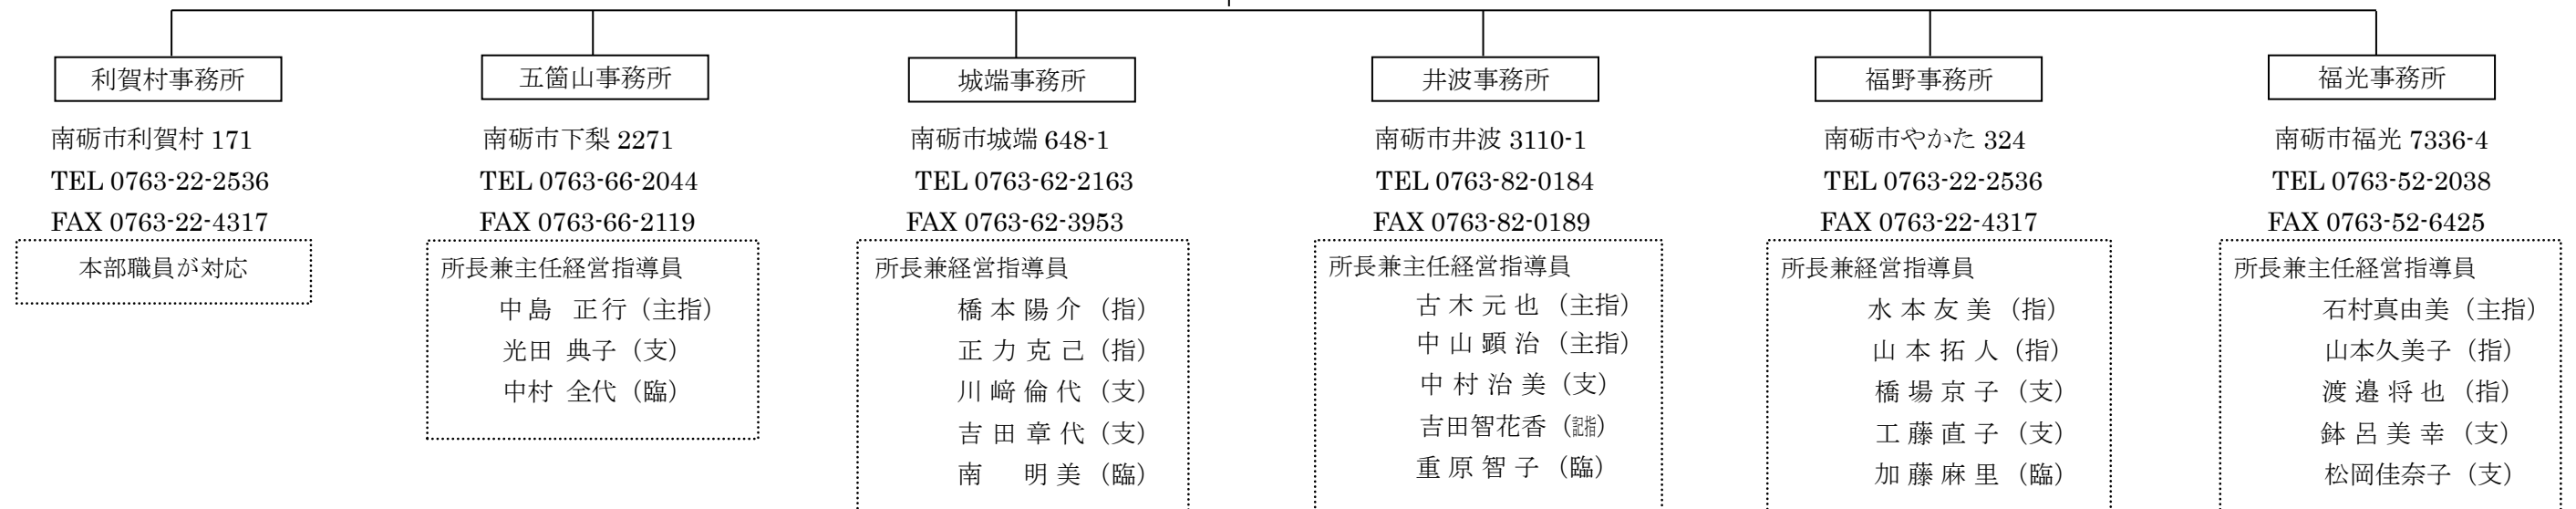 利賀村事務所
南砺市利賀村 171
TEL 0763-22-2536
FAX 0763-22-4317
本部職員が対応
五箇山事務所
南砺市下梨 2271
TEL 0763-66-2044
FAX 0763-66-2119
所長兼主任経営指導員
中島 正行（主指）
光田 典子（支）
中村 全代（臨）
城端事務所
南砺市城端 648-1
TEL 0763-62-2163
FAX 0763-62-3953
所長兼経営指導員
橋本陽介（指）
正力克己（指）
川﨑倫代（支）
吉田章代（支）
南 明美（臨）
井波事務所
南砺市井波 3110-1
TEL 0763-82-0184
FAX 0763-82-0189
所長兼主任経営指導員
古木元也（主指）
中山顕治（主指）
中村治美（支）
吉田智花香（記指）
重原智子（臨）
福野事務所
南砺市やかた 324
TEL 0763-22-2536
FAX 0763-22-4317
所長兼経営指導員
水本友美（指）
山本拓人（指）
橋場京子（支）
工藤直子（支）
加藤麻里（臨）
福光事務所
南砺市福光 7336-4
TEL 0763-52-2038
FAX 0763-52-6425
所長兼主任経営指導員
石村真由美（主指）
山本久美子（指）
渡邉将也（指）
鉢呂美幸（支）
松岡佳奈子（支）